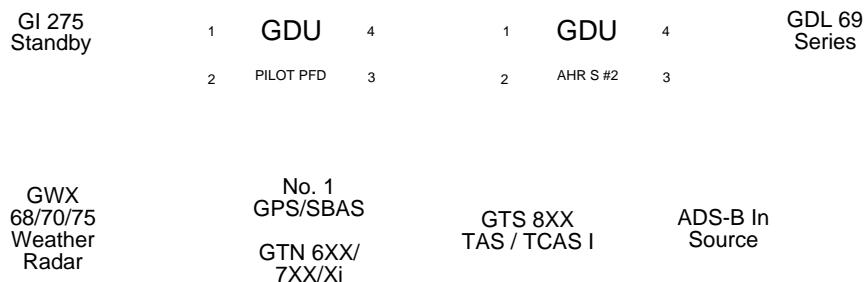 GI 275
Standby
1 GDU 4
2 PILOT PFD 3
1 GDU 4
2 AHR S #2 3
GDL 69
Series
GWX
68/70/75
Weather
Radar
No. 1
GPS/SBAS
GTN 6XX/
7XX/Xi
GTS 8XX
TAS / TCAS I
ADS-B In
Source